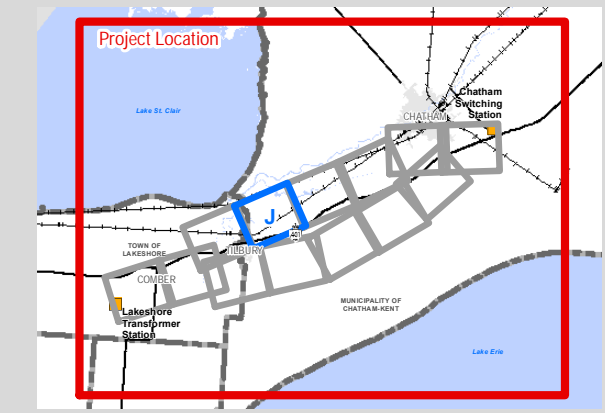 Project Location
Lake St. Clair
Chatham
Switching
Station
CHATHAM
J
401
TILBURY
TOWN OF
LAKESHORE
COMBER
Lakeshore
Transformer
Station
MUNICIPALITY OF
CHATHAM-KENT
Lake Erie